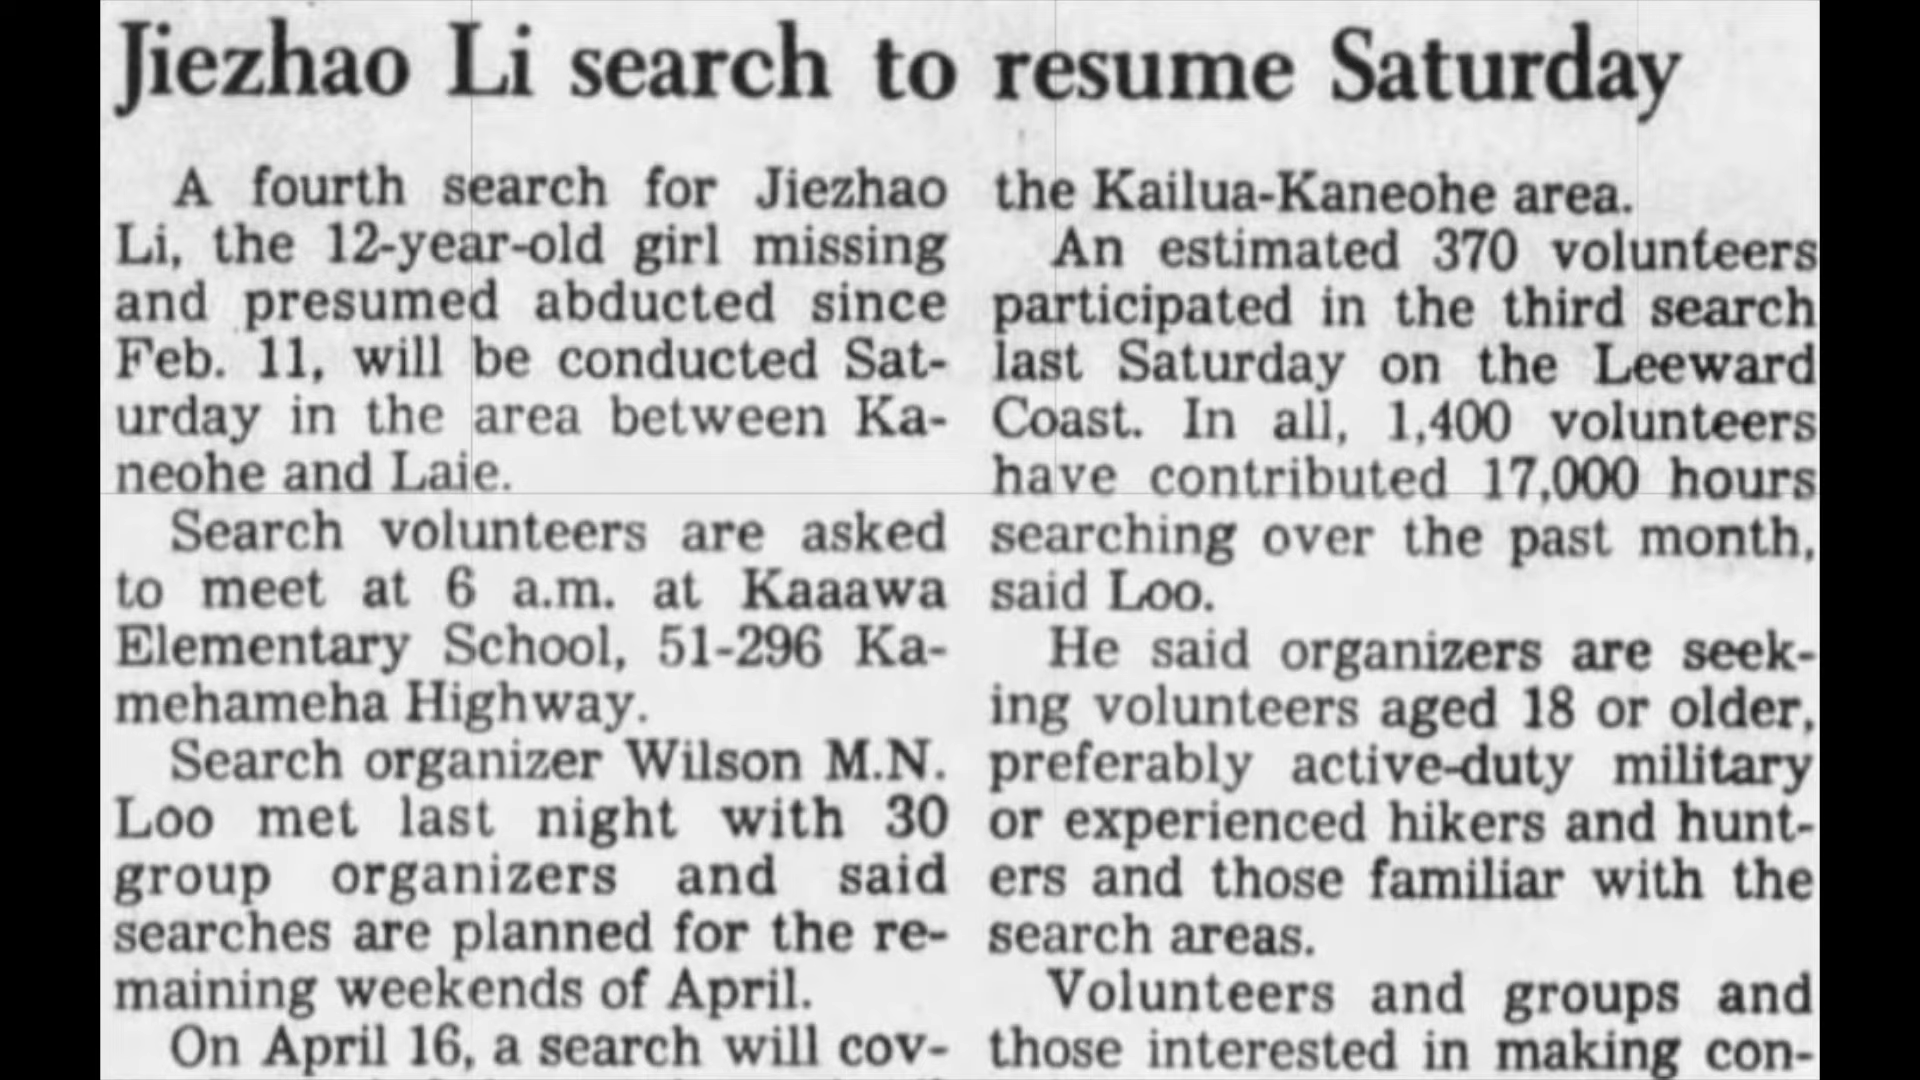 Jiezhao Li search to resume Saturday
A fourth search for Jiezhao
Li, the 12-year-old girl missing
and presumed abducted since
Feb. 11, will be conducted Sat-
urday in the area between Ka-
neohe and Laie.
Search volunteers are asked
to meet at 6 a.m. at Kaaawa
Elementary School, 51-296 Ka-
mehameha Highway.
Search organizer Wilson M.N.
Loo met last night with 30
group organizers and said
searches are planned for the re-
maining weekends of April.
On April 16, a search will cov-
the Kailua-Kaneohe area.
An estimated 370 volunteers
participated in the third search
last Saturday on the Leeward
Coast. In all, 1,400 volunteers
have contributed 17,000 hours
searching over the past month,
said Loo.
He said organizers are seek-
ing volunteers aged 18 or older,
preferably active-duty military
or experienced hikers and hunt-
ers and those familiar with the
search areas.
Volunteers and groups and
those interested in making con-